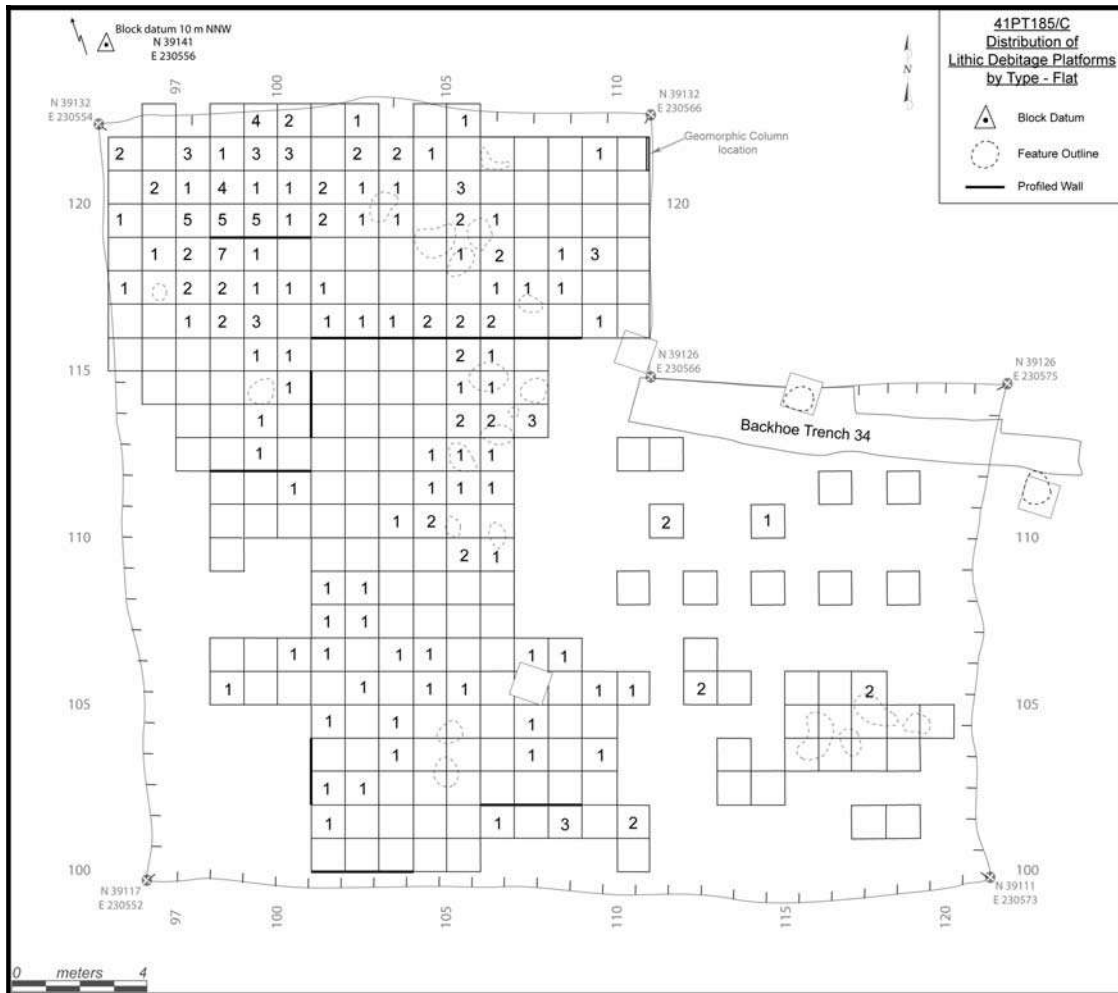 Block datum 10 m NNW
N 39141
E 230556
41PT185/C
Distribution of
Lithic Debitage Platforms
by Type - Flat
N
Block Datum
Feature Outline
Profiled Wall
97 100 105 110
N 39132
E 230554
N 39132
E 230566
Geomorphic Column
location
4 2 1 1
2 3 1 3 3 2 2 1 1
2 1 4 1 1 2 1 1 3
120 120
1 5 5 5 1 2 1 1 2 1
1 2 7 1 1 2 1 3
1 2 2 1 1 1 1 1 1
1 2 3 1 1 1 2 2 2 1
1 1 2 1
N 39126
E 230566
N 39126
E 230575
115
1 1 1
1 2 2 3
Backhoe Trench 34
1 1 1 1
1 1 1 1
110 1 2 2 1 110
2 1
1 1
1 1
1 1 1 1 1 1
105 1 1 1 1 1 1 2 2 105
1 1 1
1 1 1
1 1
1 1 3 2
100 100
N 39117
E 230552
N 39111
E 230573
97 100 105 110 115 120
0 meters 4